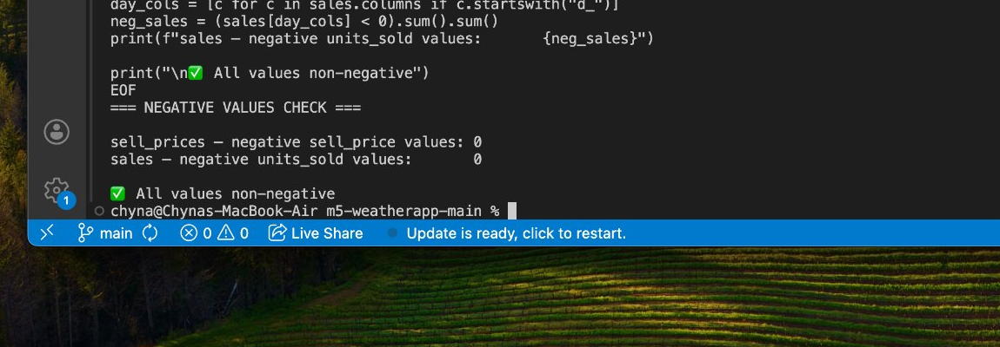 day_cols = [c for c in sales.columns if c.startswith("d_")]
neg_sales = (sales[day_cols] < 0).sum().sum()
print(f"sales — negative units_sold values:       {neg_sales}")
print("\n✅ All values non-negative")
EOF
=== NEGATIVE VALUES CHECK ===
sell_prices — negative sell_price values: 0
sales — negative units_sold values:       0
✅ All values non-negative
chyna@Chynas-MacBook-Air m5-weatherapp-main %
1
main 0 0 Live Share Update is ready, click to restart.